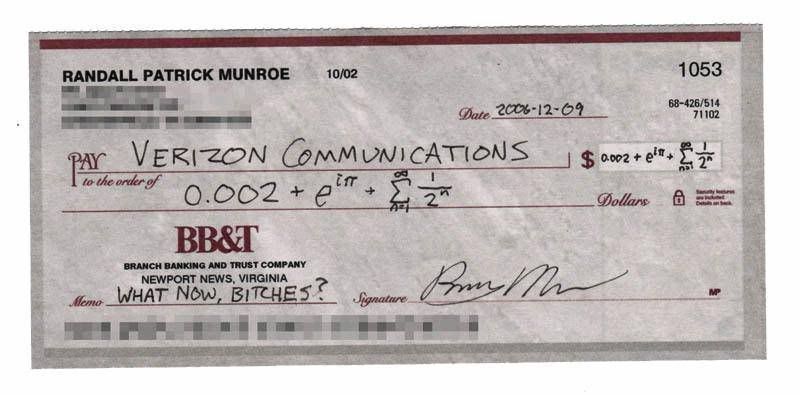 RANDALL PATRICK MUNROE 10/02 1053
68-426/514
71102
Date 2006-12-09
PAY VERIZON COMMUNICATIONS $ 0.002 + e^{iπ} + ∑_{n=1}^{∞} 1/2^n
to the order of
0.002 + e^{iπ} + ∑_{n=1}^{∞} 1/2^n Dollars
Security features
are included.
Details on back.
BB&T
BRANCH BANKING AND TRUST COMPANY
NEWPORT NEWS, VIRGINIA
Memo WHAT NOW, BITCHES? Signature MP